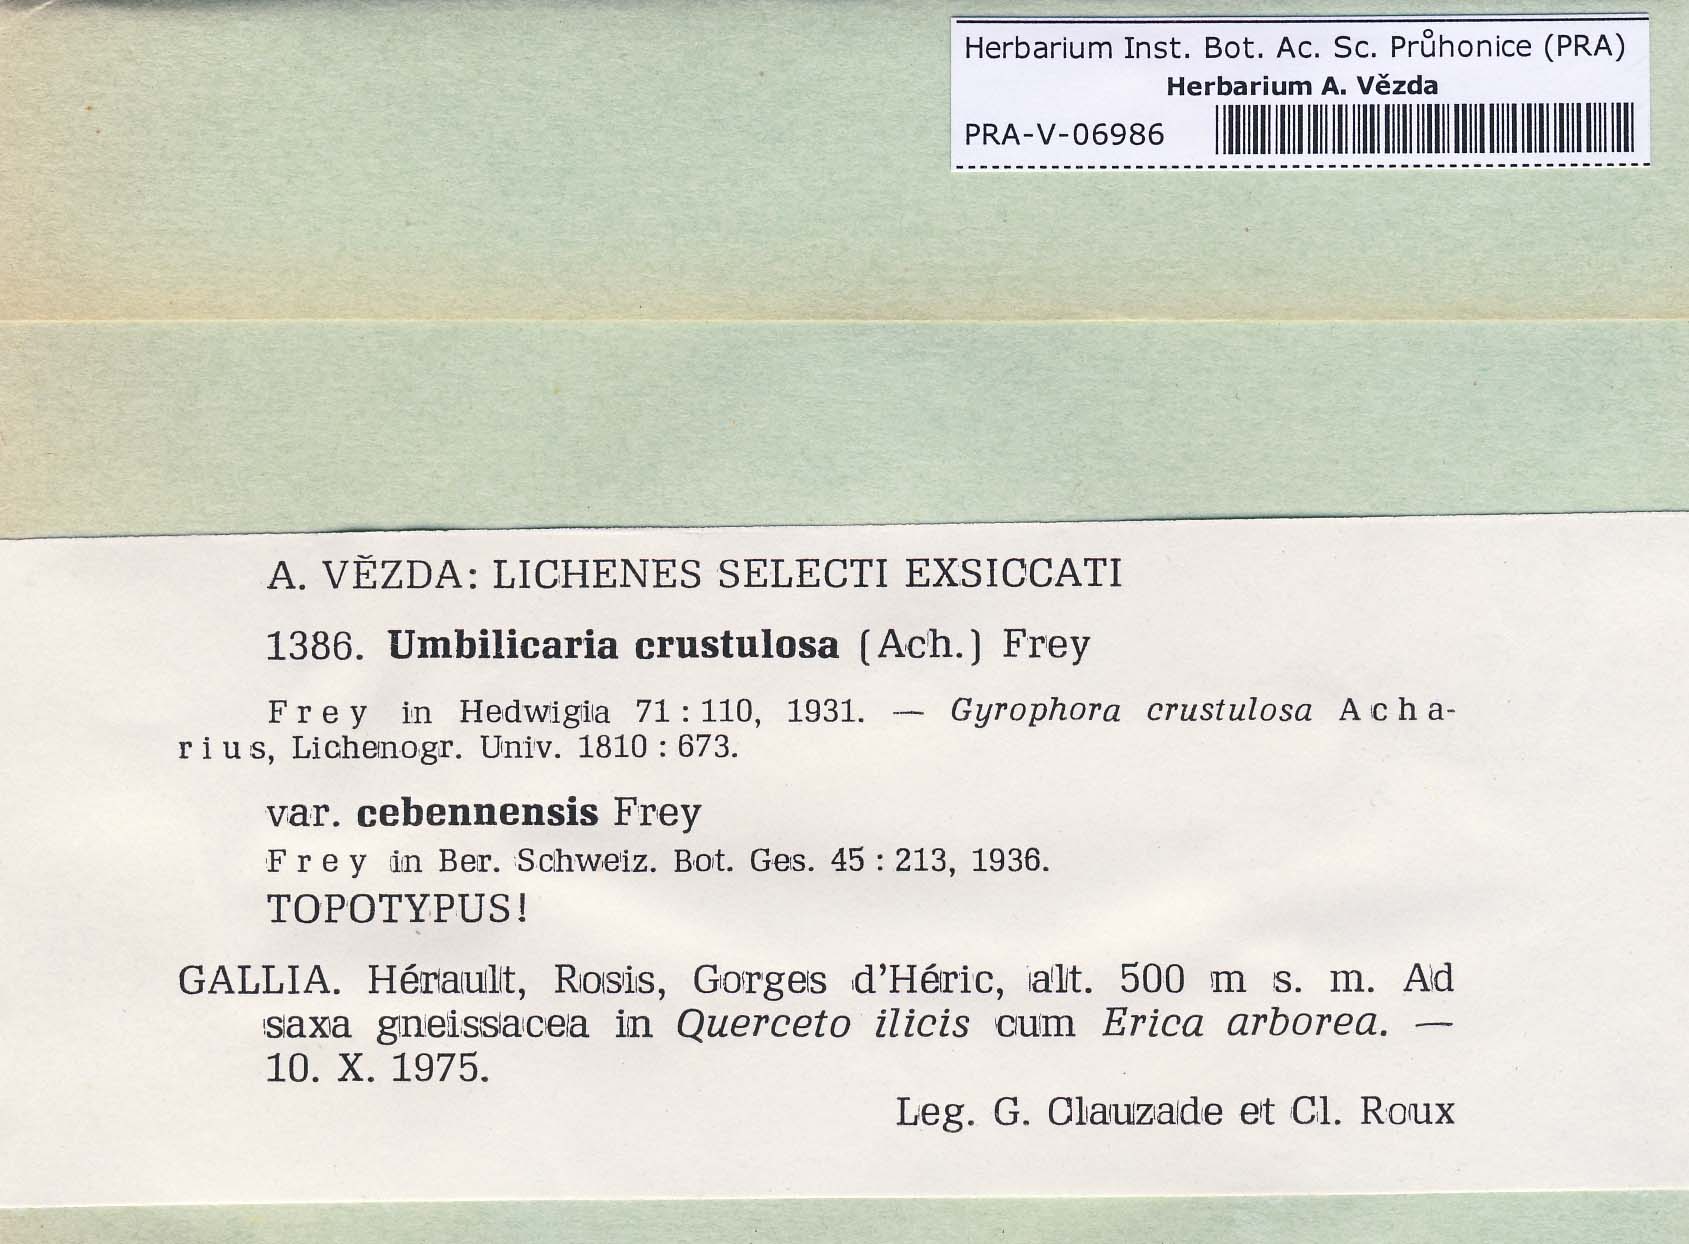 Herbarium Inst. Bot. Ac. Sc. Průhonice (PRA)
Herbarium A. Vězda
PRA-V-06986
A. VĚZDA: LICHENES SELECTI EXSICCATI
1386. Umbilicaria crustulosa (Ach.) Frey
Frey in Hedwigia 71 : 110, 1931. — Gyrophora crustulosa Acha-
rius, Lichenogr. Univ. 1810 : 673.
var. cebennensis Frey
Frey in Ber. Schweiz. Bot. Ges. 45 : 213, 1936.
TOPOTYPUS!
GALLIA. Hérault, Rosis, Gorges d'Héric, alt. 500 m s. m. Ad
saxa gneissacea in Querceto ilicis cum Erica arborea. —
10. X. 1975.
Leg. G. Clauzade et Cl. Roux